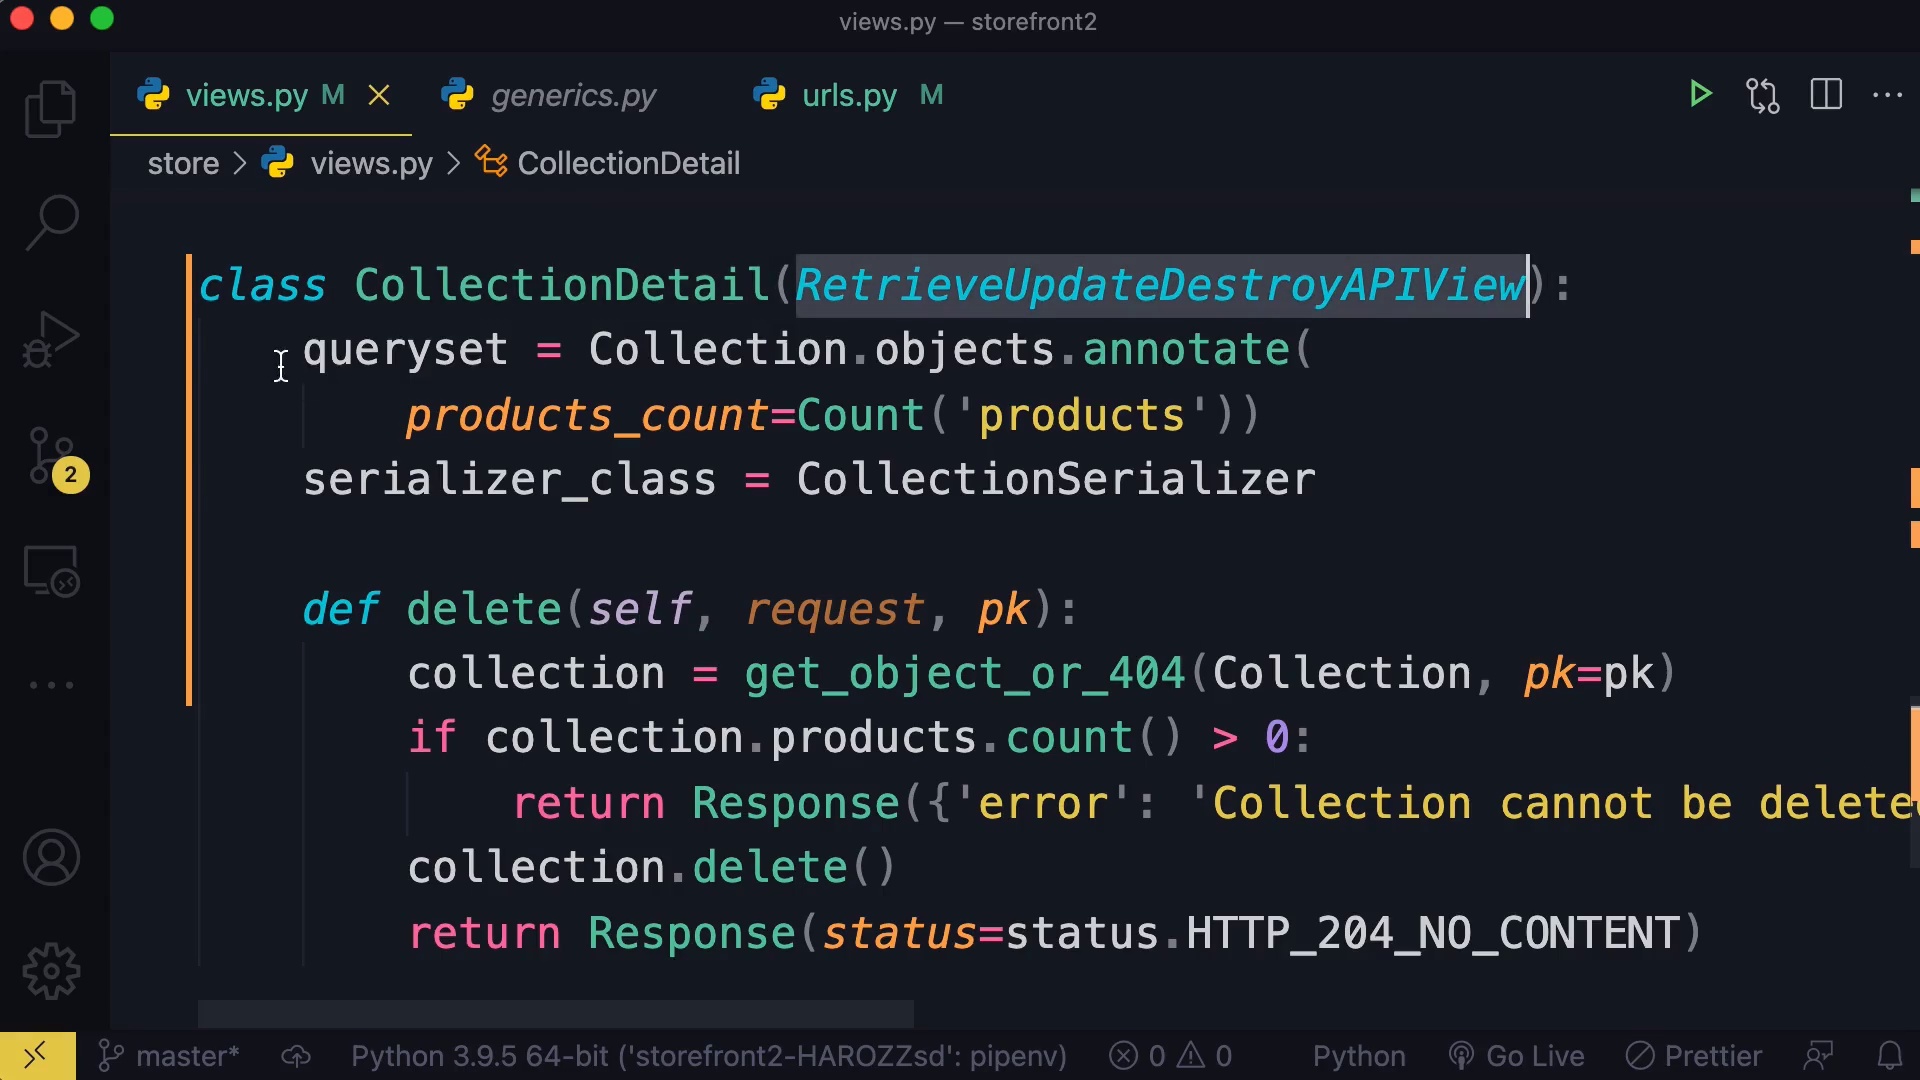 views.py — storefront2
views.py M generics.py urls.py M
store > views.py > CollectionDetail
class CollectionDetail(RetrieveUpdateDestroyAPIView):
queryset = Collection.objects.annotate(
products_count=Count('products'))
serializer_class = CollectionSerializer
def delete(self, request, pk):
collection = get_object_or_404(Collection, pk=pk)
if collection.products.count() > 0:
return Response({'error': 'Collection cannot be delete
collection.delete()
return Response(status=status.HTTP_204_NO_CONTENT)
2
master* Python 3.9.5 64-bit ('storefront2-HAROZZsd': pipenv) 0 0 Python Go Live Prettier